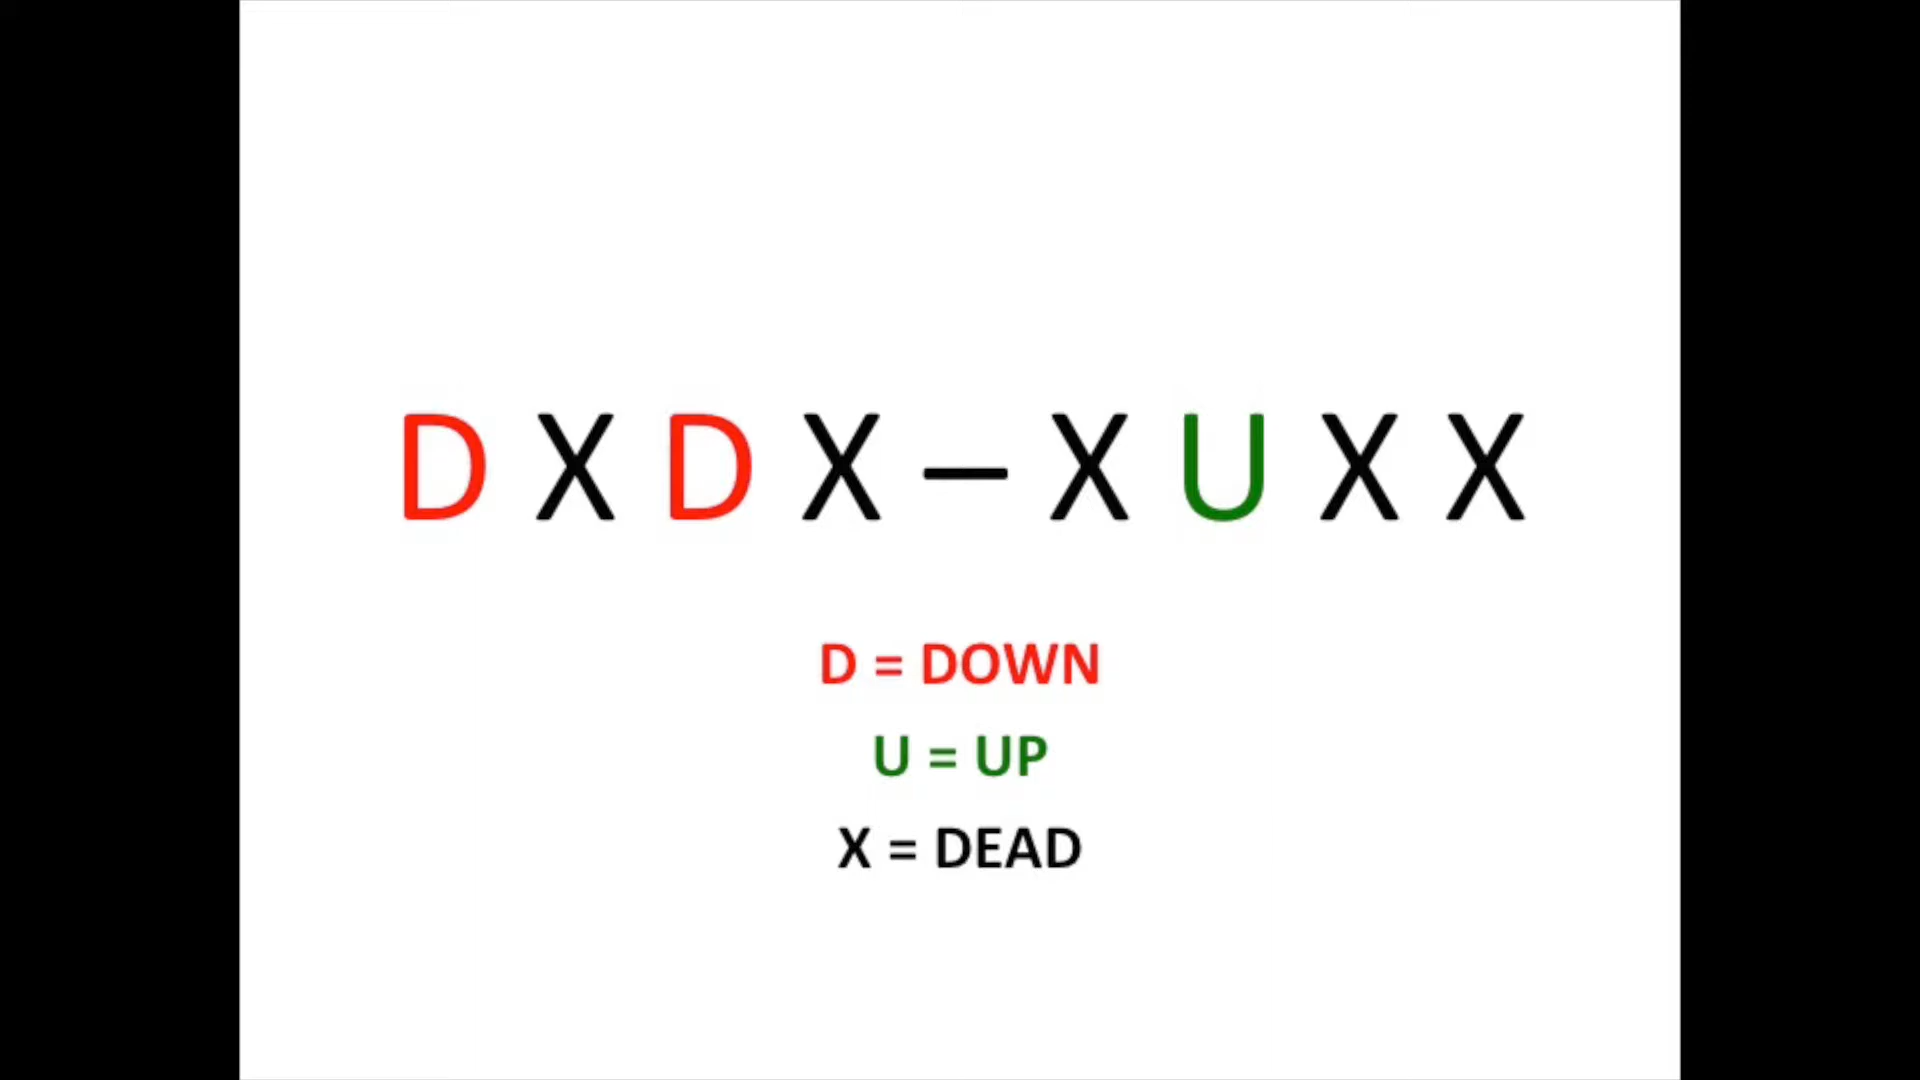 D X D X – X U X X
D = DOWN
U = UP
X = DEAD